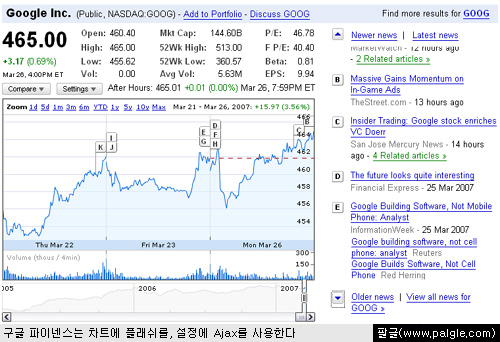 Google Inc. (Public, NASDAQ:GOOG) - Add to Portfolio - Discuss GOOG
Find more results for GOOG
465.00
+3.17 (0.69%)
Mar 26, 4:00PM ET
Open: 460.40 Mkt Cap: 144.60B P/E: 46.78
High: 465.00 52Wk High: 513.00 F P/E: 40.40
Low: 455.62 52Wk Low: 360.57 Beta: 0.81
Vol: 0.00 Avg Vol: 5.63M EPS: 9.94
Compare Settings After Hours: 465.01 +0.01 (0.00%) Mar 26, 7:59PM ET
Zoom 1d 5d 1m 3m 6m YTD 1y 5y 10y Max Mar 21 - Mar 26, 2007: +15.97 (3.56%)
B
I
D
E
F
C
464
K
J
G
H
462
460
458
456
454
Thu Mar 22 Fri Mar 23 Mon Mar 26
Volume (thous / 4min)
300
150
2005 2006 2007
구글 파이낸스는 차트에 플래쉬를, 설정에 Ajax를 사용한다
Newer news | Latest news
MarketWatch - 12 hours ago
- 2 Related articles »
B Massive Gains Momentum on
In-Game Ads
TheStreet.com - 13 hours ago
C Insider Trading: Google stock enriches
VC Doerr
San Jose Mercury News - 14 hours
ago - 4 Related articles »
D The future looks quite interesting
Financial Express - 25 Mar 2007
E Google Building Software, Not Mobile
Phone: Analyst
InformationWeek - 25 Mar 2007
Google building software, not cell
phone: analyst Reuters
Google Builds Software, Not Cell
Phone Red Herring
Older news | View all news for
GOOG »
팔글(www.palgle.com)